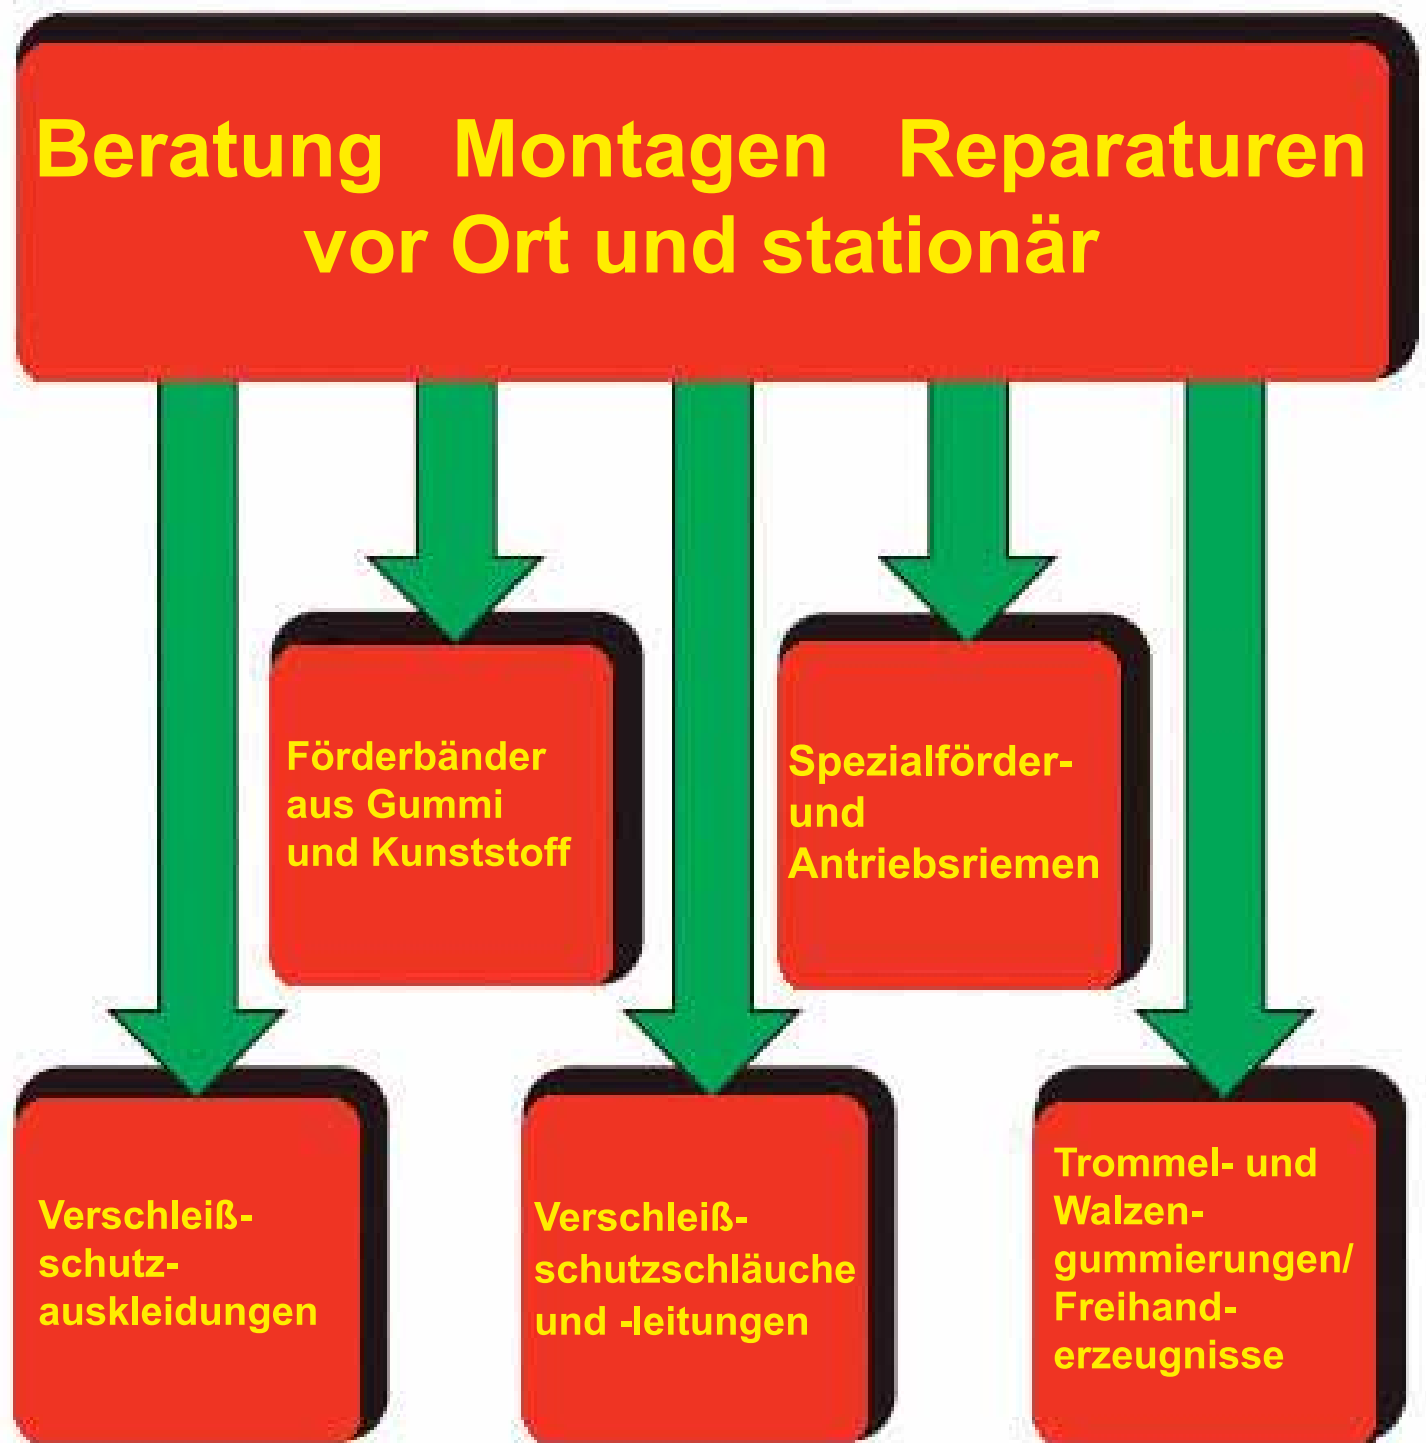 Beratung Montagen Reparaturen
vor Ort und stationär
Förderbänder
aus Gummi
und Kunststoff
Spezialförder-
und
Antriebsriemen
Verschleiß-
schutz-
auskleidungen
Verschleiß-
schutzschläuche
und -leitungen
Trommel- und
Walzen-
gummierungen/
Freihand-
erzeugnisse